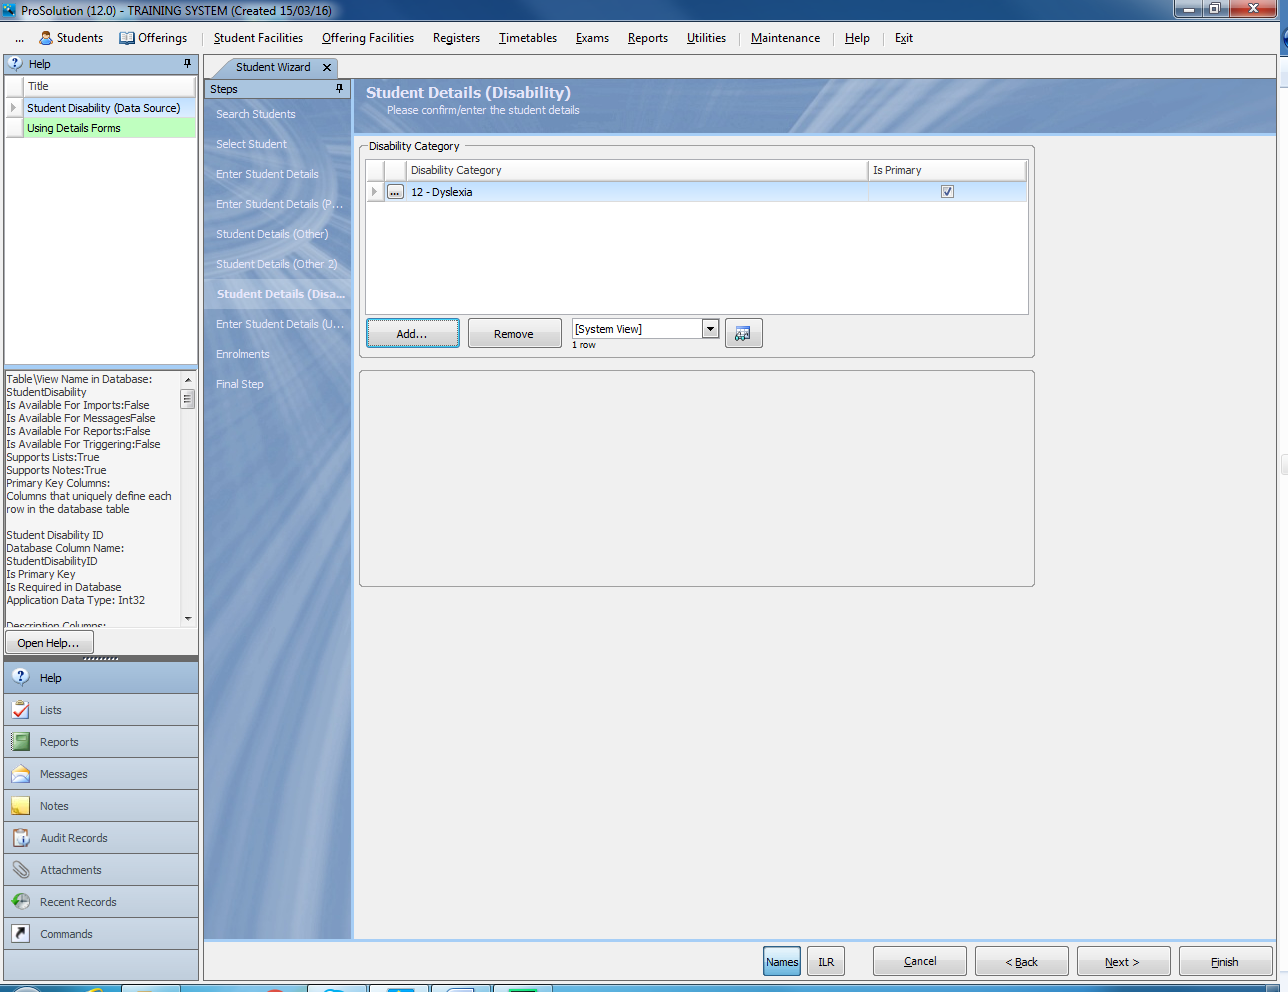 ProSolution (12.0) - TRAINING SYSTEM (Created 15/03/16)
... Students Offerings Student Facilities Offering Facilities Registers Timetables Exams Reports Utilities Maintenance Help Exit
Help
Title
Student Disability (Data Source)
Using Details Forms
Table\View Name in Database:
StudentDisability
Is Available For Imports:False
Is Available For MessagesFalse
Is Available For Reports:False
Is Available For Triggering:False
Supports Lists:True
Supports Notes:True
Primary Key Columns:
Columns that uniquely define each
row in the database table
Student Disability ID
Database Column Name:
StudentDisabilityID
Is Primary Key
Is Required in Database
Application Data Type: Int32
Description Columns:
Open Help...
Help
Lists
Reports
Messages
Notes
Audit Records
Attachments
Recent Records
Commands
Student Wizard
Steps
Search Students
Select Student
Enter Student Details
Enter Student Details (P...
Student Details (Other)
Student Details (Other 2)
Student Details (Disa...
Enter Student Details (U...
Enrolments
Final Step
Student Details (Disability)
Please confirm/enter the student details
Disability Category
Disability Category Is Primary
... 12 - Dyslexia
Add... Remove [System View]
1 row
Names ILR Cancel < Back Next > Finish